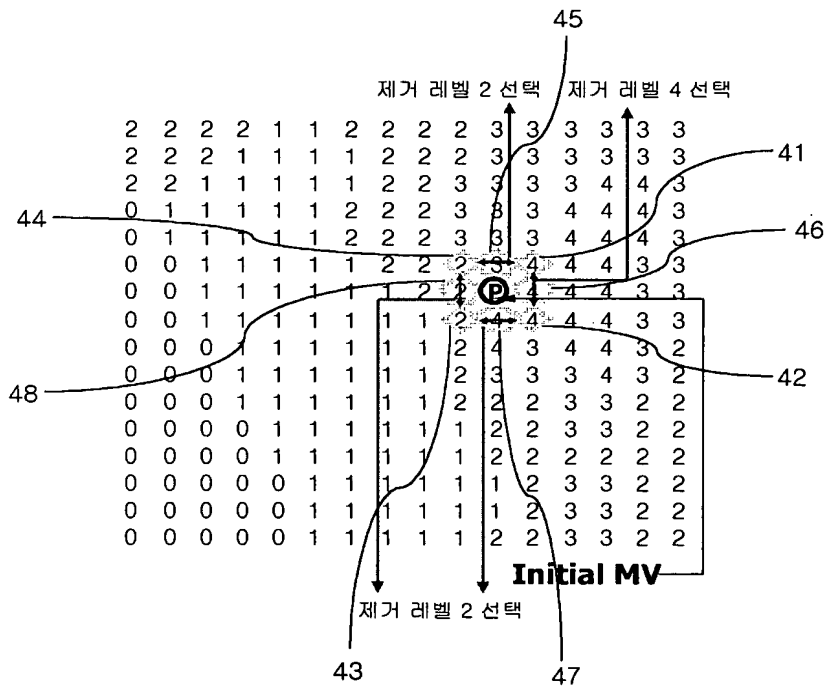 45
제거 레벨 2 선택 제거 레벨 4 선택
2 2 2 2 1 1 2 2 2 2 3 3 3 3 3 3
41
2 2 2 1 1 1 1 2 2 2 3 3 3 3 3 3
2 2 1 1 1 1 1 2 2 3 3 3 3 4 4 3
44
0 1 1 1 1 1 2 2 2 3 3 3 4 4 4 3
46
0 1 1 1 1 1 2 2 2 3 3 3 4 4 4 3
0 0 1 1 1 1 1 2 2 2 3 4 4 4 3 3
0 0 1 1 1 1 1 1 2 2 P 4 4 4 3 3
0 0 1 1 1 1 1 1 1 2 4 4 4 4 3 3
0 0 0 1 1 1 1 1 1 2 4 3 4 4 3 2
0 0 0 1 1 1 1 1 1 2 3 3 3 4 3 2
42
48
0 0 0 1 1 1 1 1 1 2 2 2 3 3 2 2
0 0 0 0 1 1 1 1 1 1 2 2 3 3 2 2
0 0 0 0 1 1 1 1 1 1 2 2 2 2 2 2
0 0 0 0 0 1 1 1 1 1 1 2 3 3 2 2
0 0 0 0 0 1 1 1 1 1 1 2 3 3 2 2
0 0 0 0 0 1 1 1 1 1 2 2 3 3 2 2
Initial MV
제거 레벨 2 선택
43
47